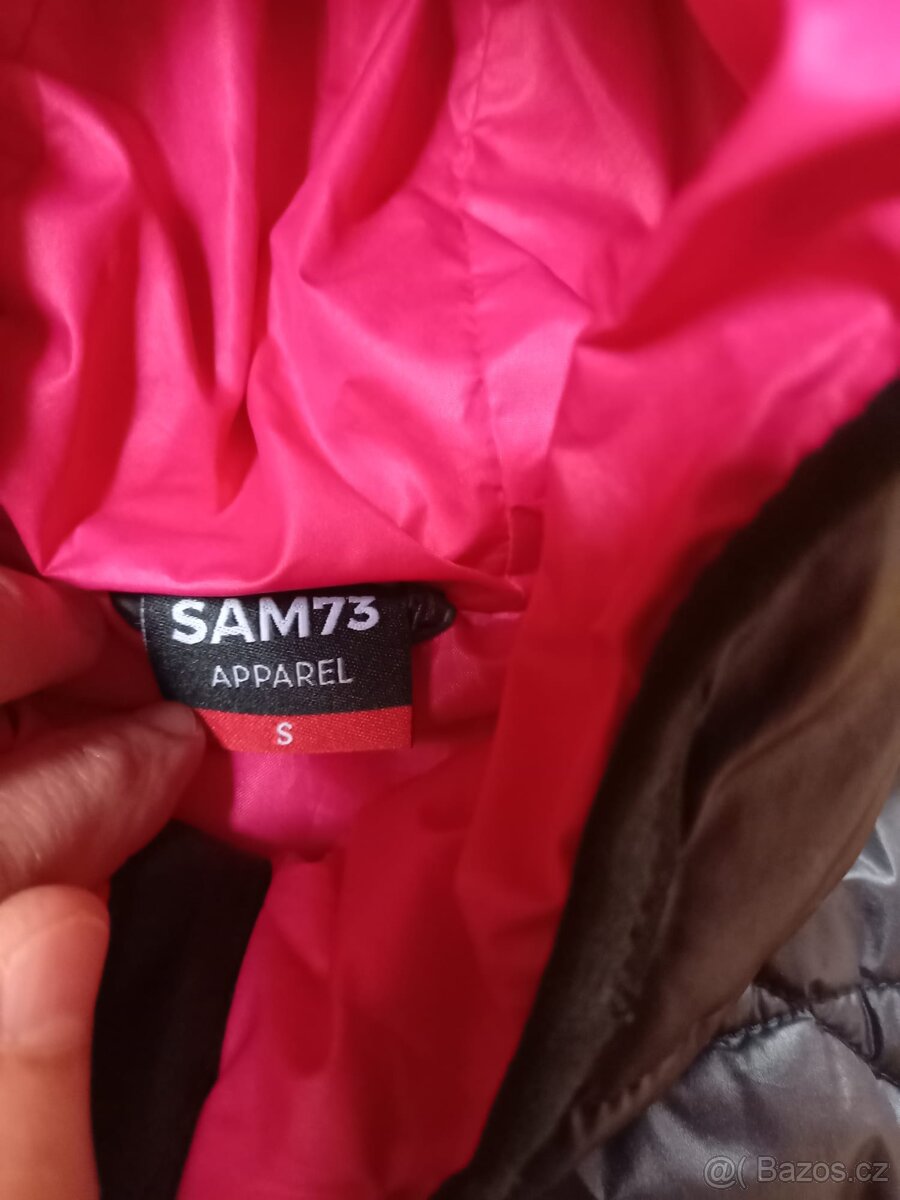 SAM73
APPAREL
S
@( Bazos.cz